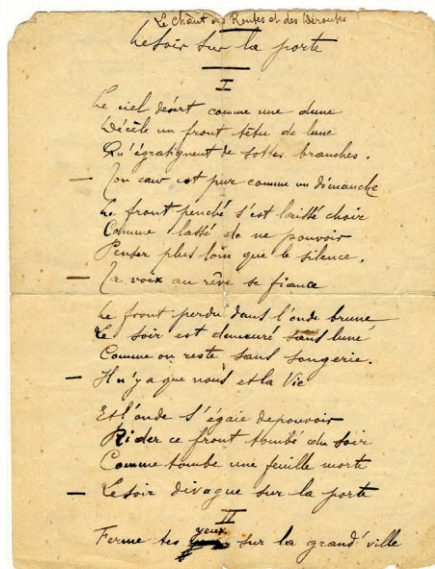 Le Chant des Routes et des Déroutes
Le Soir sur la porte
I
Le ciel désert comme une dune
Décèle un front têtu de lune
Qu'égratignent de sottes branches.
— Ton cœur est pur comme un dimanche
Le front penché s'est laissé choir
Comme lassé de ne pouvoir
Penser plus loin que le silence.
— Ta voix au rêve se fiance
Le front perdu dans l'onde brune
Le soir est demeuré sans lune
Comme on reste sans songerie.
— Il n'y a que nous et la Vie
Et l'onde s'égaie de pouvoir
Rider ce front tombé du soir
Comme tombe une feuille morte
— Le soir divague sur la porte
II
Ferme tes yeux sur la grand' ville